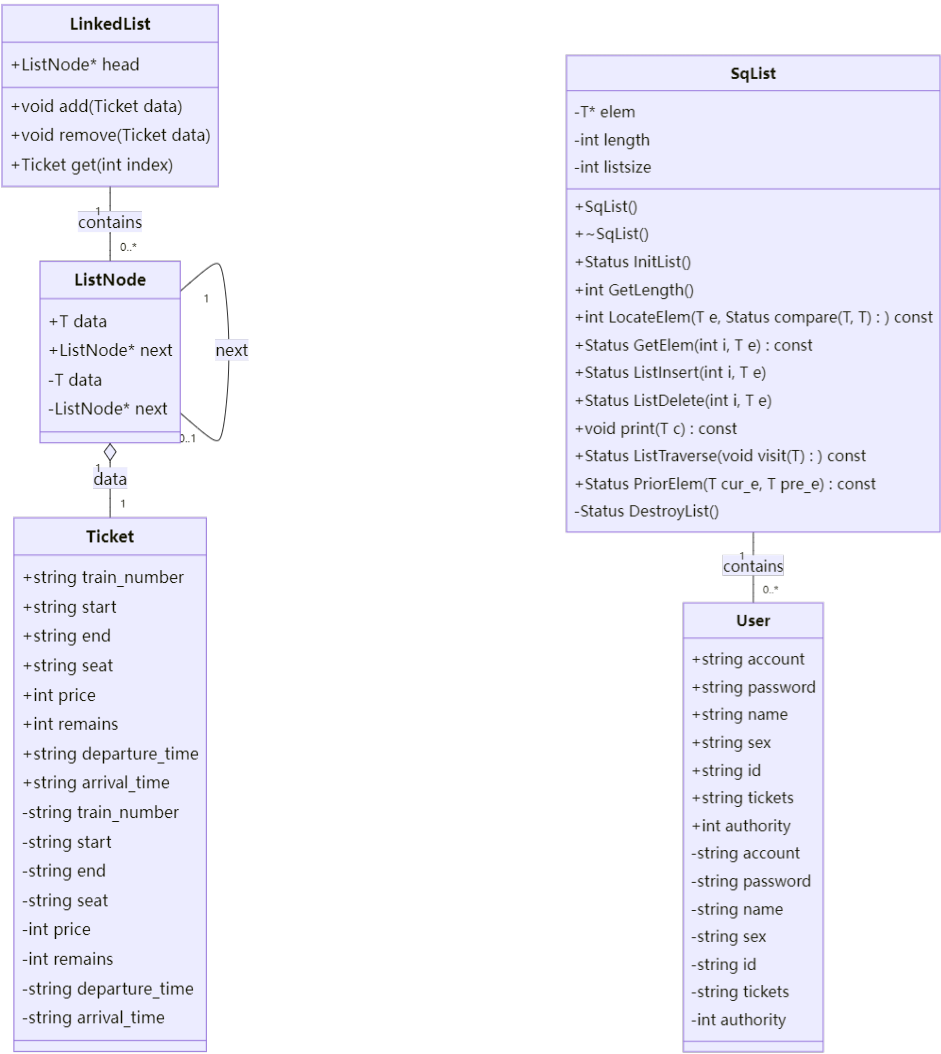 LinkedList
+ListNode* head
+void add(Ticket data)
+void remove(Ticket data)
+Ticket get(int index)
1
contains
0..*
ListNode
+T data
+ListNode* next
-T data
-ListNode* next
1
next
0..1
1
data
1
Ticket
+string train_number
+string start
+string end
+string seat
+int price
+int remains
+string departure_time
+string arrival_time
-string train_number
-string start
-string end
-string seat
-int price
-int remains
-string departure_time
-string arrival_time
SqList
-T* elem
-int length
-int listsize
+SqList()
+~SqList()
+Status InitList()
+int GetLength()
+int LocateElem(T e, Status compare(T, T) : ) const
+Status GetElem(int i, T e) : const
+Status ListInsert(int i, T e)
+Status ListDelete(int i, T e)
+void print(T c) : const
+Status ListTraverse(void visit(T) : ) const
+Status PriorElem(T cur_e, T pre_e) : const
-Status DestroyList()
1
contains
0..*
User
+string account
+string password
+string name
+string sex
+string id
+string tickets
+int authority
-string account
-string password
-string name
-string sex
-string id
-string tickets
-int authority